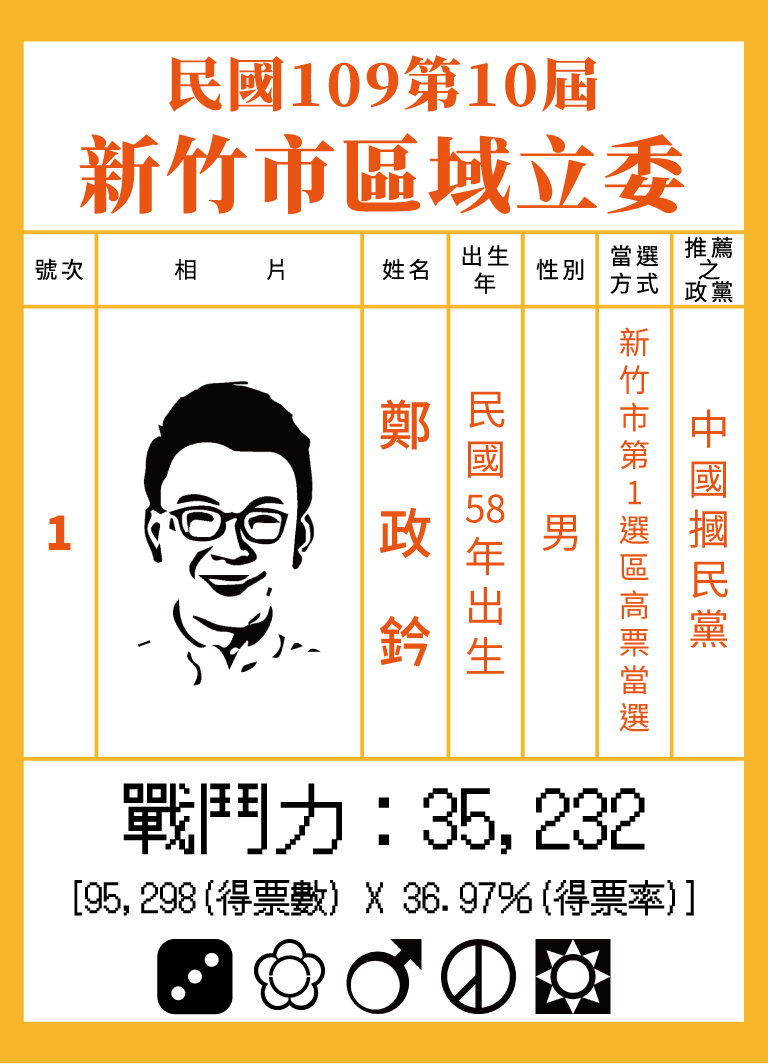 民國109第10屆
新竹市區域立委
號次
相 片
姓名
出生
年
性別
當選
方式
推薦
之
政黨
1
鄭政鈐
民國58年出生
男
新竹市第1選區高票當選
中國摑民黨
戰鬥力：35,232
[95,298(得票數) X 36.97%(得票率)]